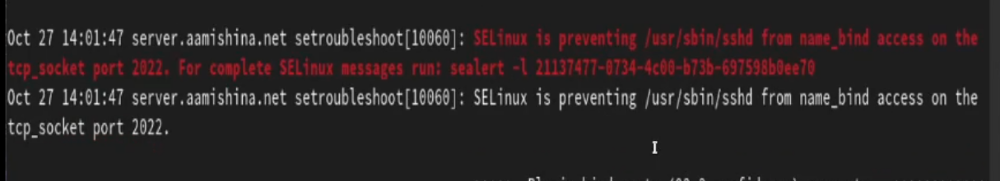 Oct 27 14:01:47 server.aamishina.net setroubleshoot[10060]: SELinux is preventing /usr/sbin/sshd from name_bind access on the
tcp_socket port 2022. For complete SELinux messages run: sealert -l 21137477-0734-4c00-b73b-697598b0ee70
Oct 27 14:01:47 server.aamishina.net setroubleshoot[10060]: SELinux is preventing /usr/sbin/sshd from name_bind access on the
tcp_socket port 2022.